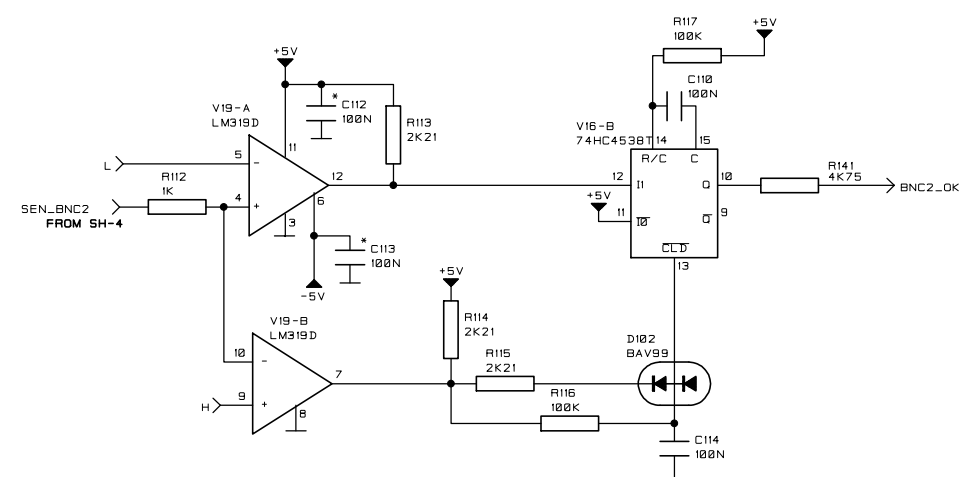 R117
100K
+5V
+5V
C110
100N
*
C112
100N
V19-A
LM319D
R113
2K21
V16-B
74HC4538T
14
15
11
R/C
C
L
5
-
R112
1K
12
12
I1
Q
10
R141
4K75
BNC2_OK
SEN_BNC2
FROM SH-4
4
+
6
3
+5V
11
I0
Q
9
*
C113
100N
CLD
13
-5V
+5V
V19-B
LM319D
R114
2K21
D102
BAV99
10
-
R115
2K21
7
H
9
+
8
R116
100K
C114
100N